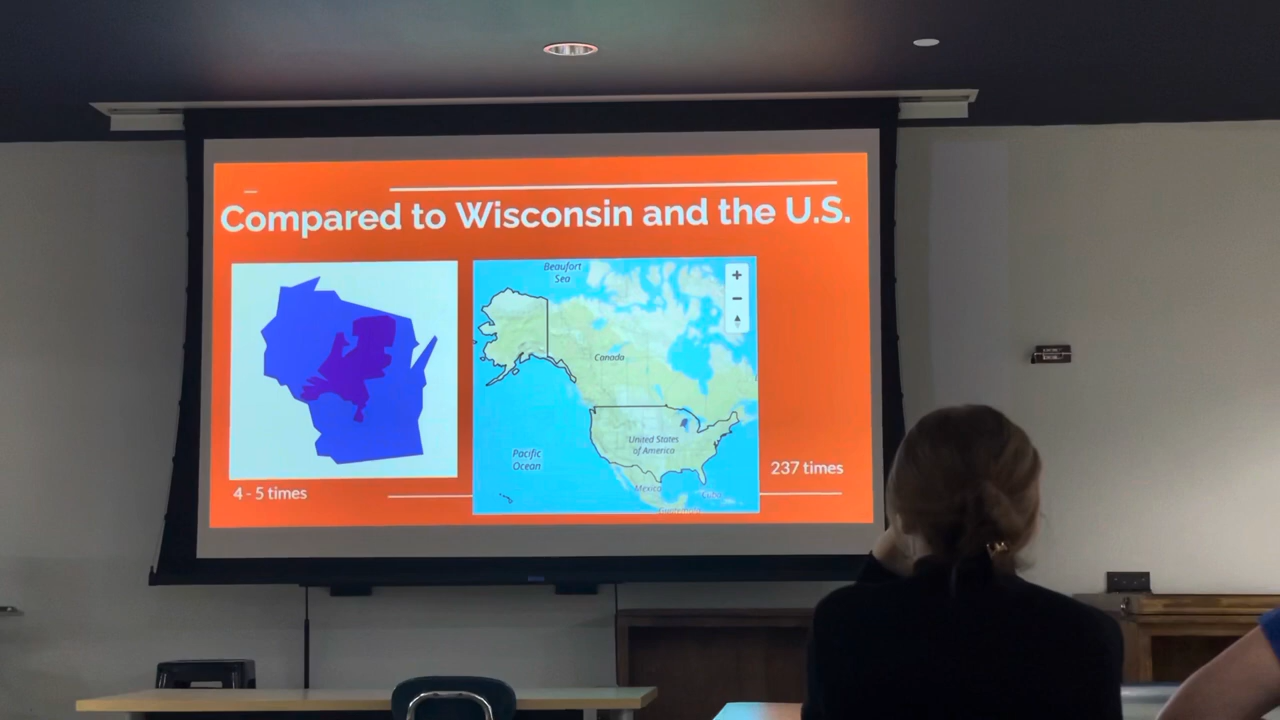 Compared to Wisconsin and the U.S.
Beaufort
Sea
Canada
United States
of America
Pacific
Ocean
Mexico
Cuba
237 times
4 - 5 times